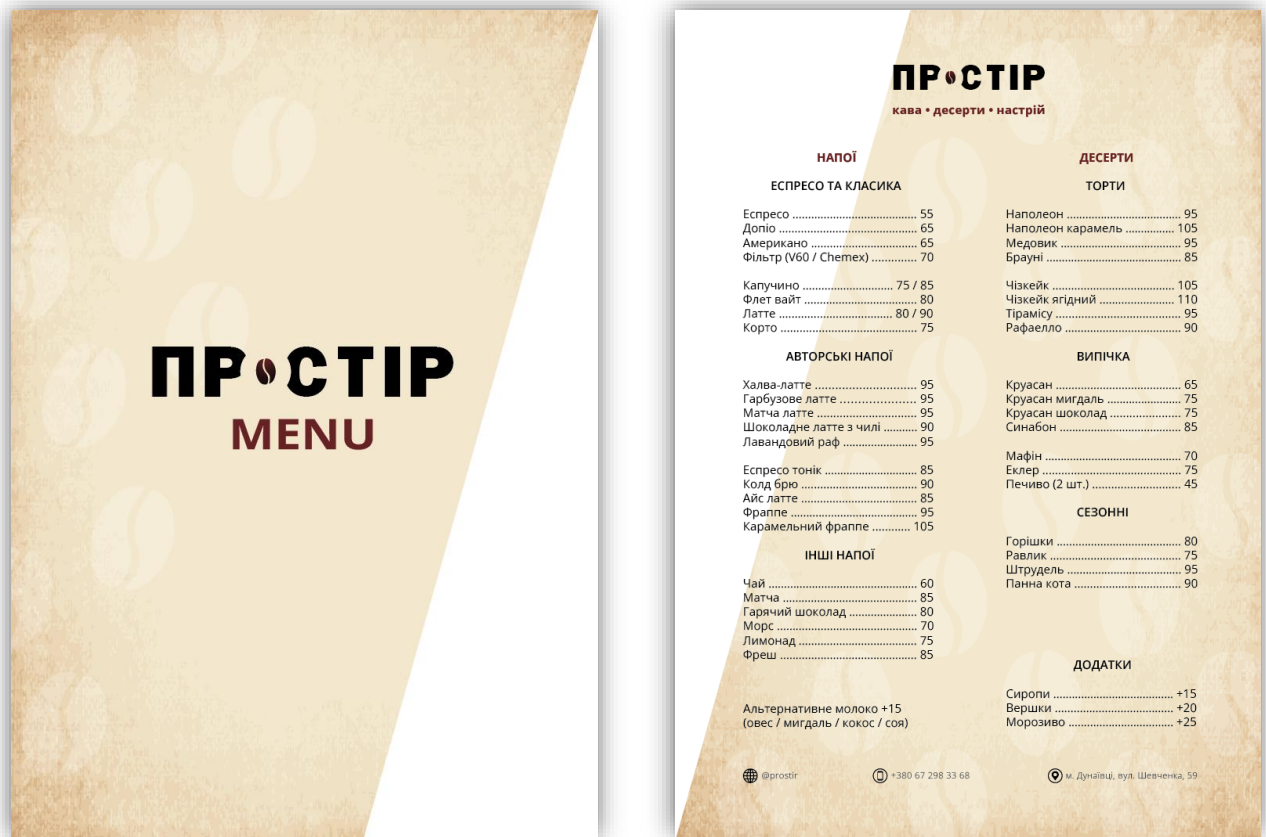 ПРОСТІР
MENU
ПРОСТІР
кава • десерти • настрій
НАПОЇ
ЕСПРЕСО ТА КЛАСИКА
Еспресо ........................................ 55
Допіо ............................................. 65
Американо ................................... 65
Фільтр (V60 / Chemex) ............. 70
Капучино .............................. 75 / 85
Флет вайт ...................................... 80
Латте ...................................... 80 / 90
Корто ............................................. 75
АВТОРСЬКІ НАПОЇ
Халва-латте .................................. 95
Гарбузове латте ....................... 95
Матча латте ................................. 95
Шоколадне латте з чилі ........... 90
Лавандовий раф ........................ 95
Еспресо тонік ............................... 85
Колд брю ...................................... 90
Айс латте ...................................... 85
Фраппе .......................................... 95
Карамельний фраппе ............ 105
ІНШІ НАПОЇ
Чай ................................................. 60
Матча ............................................ 85
Гарячий шоколад ....................... 80
Морс .............................................. 70
Лимонад ....................................... 75
Фреш ............................................. 85
Альтернативне молоко +15
(овес / мигдаль / кокос / соя)
ДЕСЕРТИ
ТОРТИ
Наполеон ..................................... 95
Наполеон карамель ............... 105
Медовик ....................................... 95
Брауні ............................................ 85
Чізкейк ........................................ 105
Чізкейк ягідний .......................... 110
Тірамісу ......................................... 95
Рафаелло ...................................... 90
ВИПІЧКА
Круасан ......................................... 65
Круасан мигдаль ........................ 75
Круасан шоколад ....................... 75
Синабон ........................................ 85
Мафін ............................................ 70
Еклер ............................................. 75
Печиво (2 шт.) ............................. 45
СЕЗОННІ
Горішки ......................................... 80
Равлик ........................................... 75
Штрудель ..................................... 95
Панна кота ................................... 90
ДОДАТКИ
Сиропи ....................................... +15
Вершки ....................................... +20
Морозиво ................................... +25
@prostir
+380 67 298 33 68
м. Дунаївці, вул. Шевченка, 59